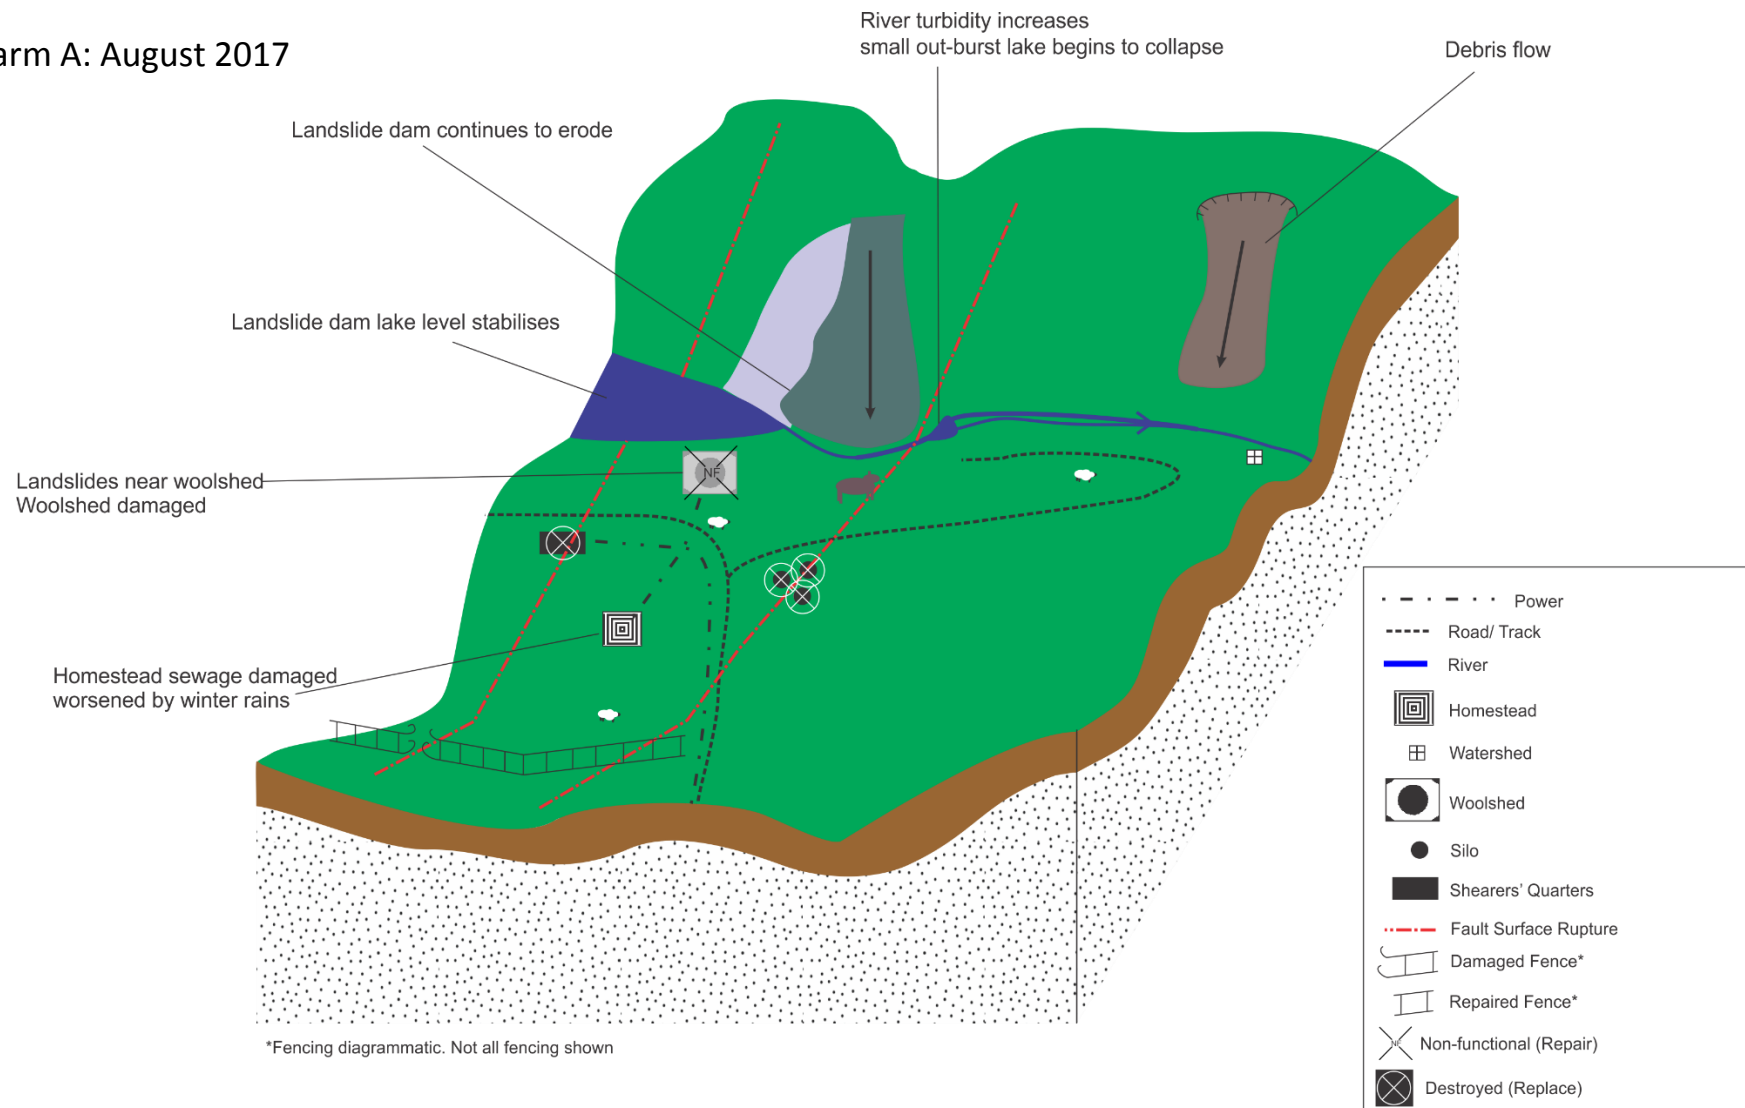 arm A: August 2017
River turbidity increases
small out-burst lake begins to collapse
Debris flow
Landslide dam continues to erode
Landslide dam lake level stabilises
Landslides near woolshed
Woolshed damaged
NF
Homestead sewage damaged
worsened by winter rains
Power
Road/ Track
River
Homestead
Watershed
Woolshed
Silo
Shearers' Quarters
Fault Surface Rupture
Damaged Fence*
Repaired Fence*
NF
Non-functional (Repair)
Destroyed (Replace)
*Fencing diagrammatic. Not all fencing shown